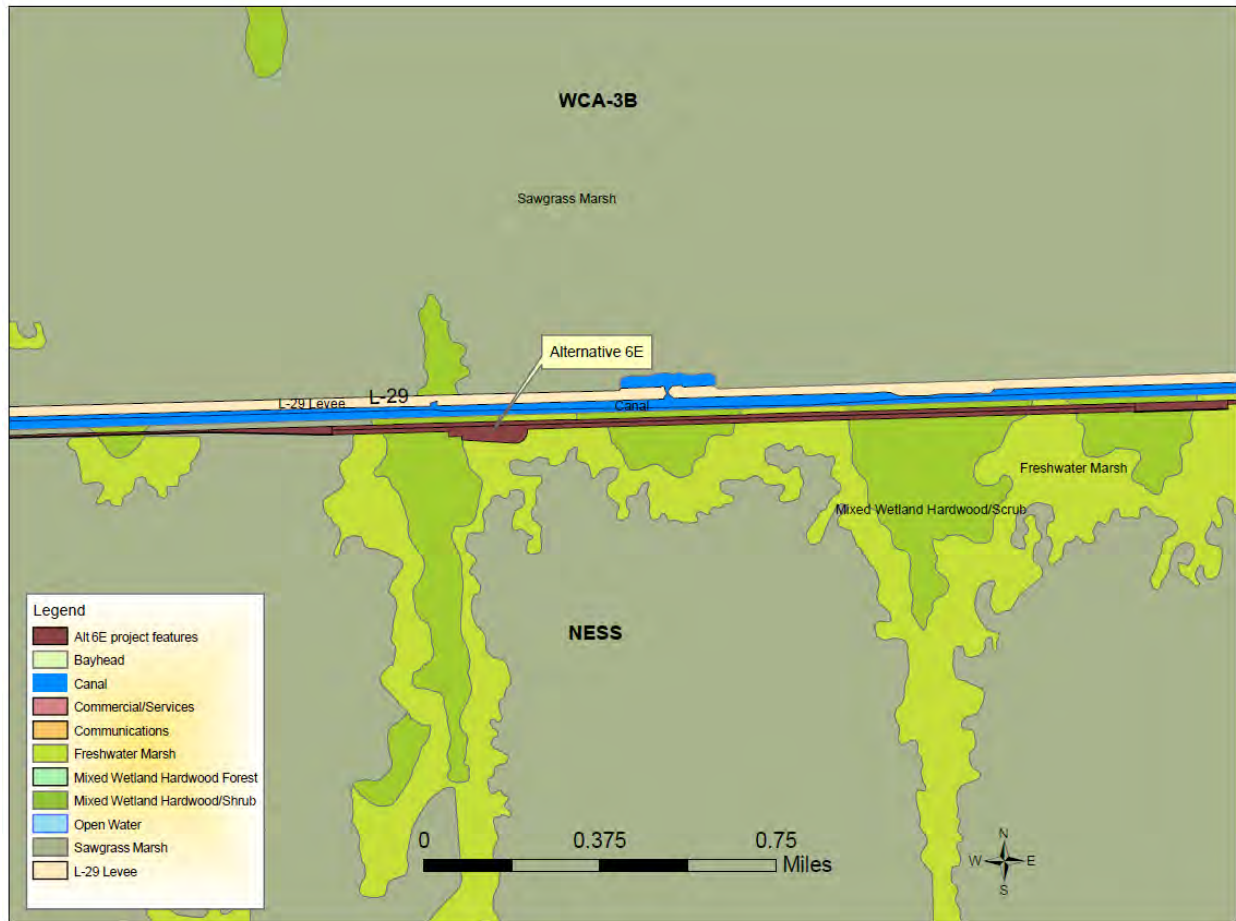 WCA-3B
Sawgrass Marsh
Alternative 6E
L-29 Levee
L-29
Canal
Freshwater Marsh
Mixed Wetland Hardwood/Scrub
NESS
Legend
Alt 6E project features
Bayhead
Canal
Commercial/Services
Communications
Freshwater Marsh
Mixed Wetland Hardwood Forest
Mixed Wetland Hardwood/Shrub
Open Water
Sawgrass Marsh
L-29 Levee
0 0.375 0.75
Miles
N
W E
S